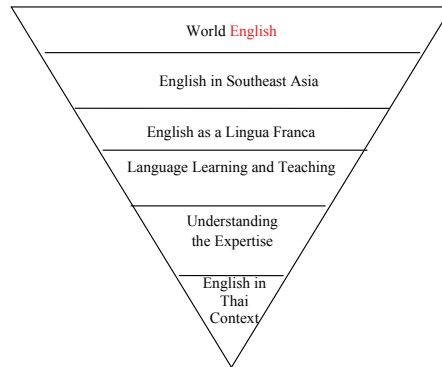 World English
English in Southeast Asia
English as a Lingua Franca
Language Learning and Teaching
Understanding
the Expertise
English in
Thai
Context